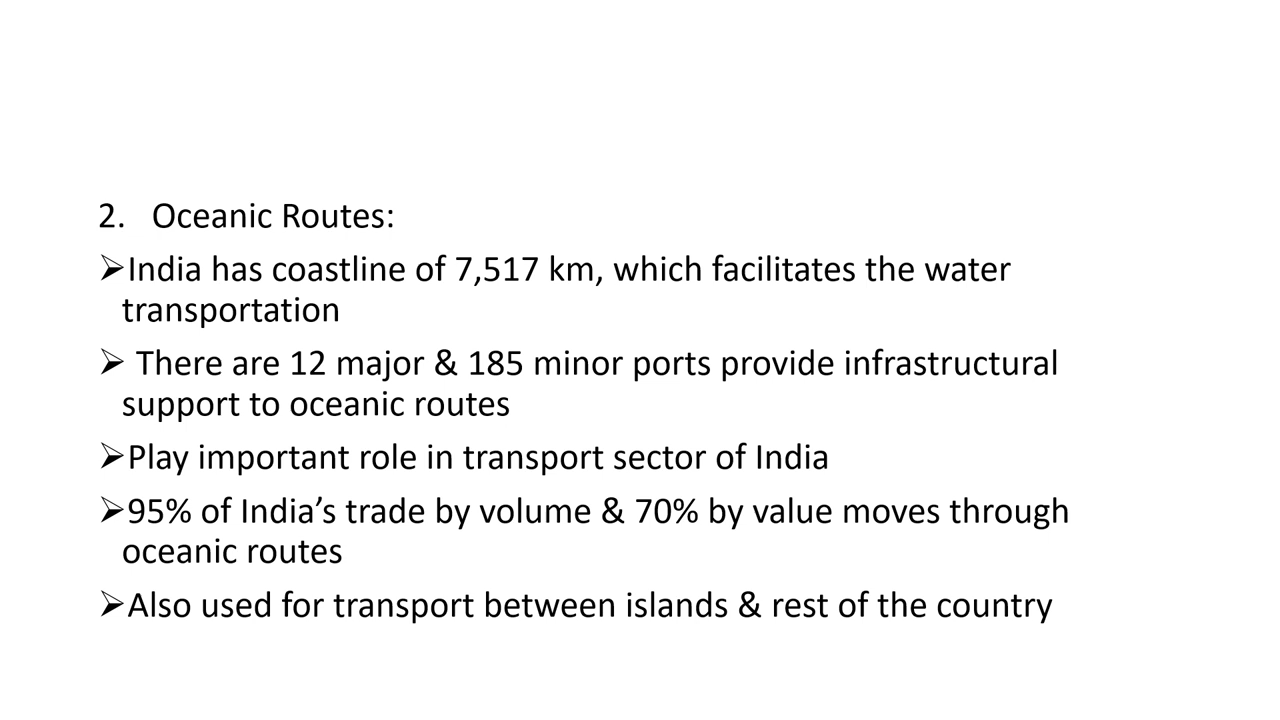 2. Oceanic Routes:
➢India has coastline of 7,517 km, which facilitates the water
transportation
➢ There are 12 major & 185 minor ports provide infrastructural
support to oceanic routes
➢Play important role in transport sector of India
➢95% of India’s trade by volume & 70% by value moves through
oceanic routes
➢Also used for transport between islands & rest of the country